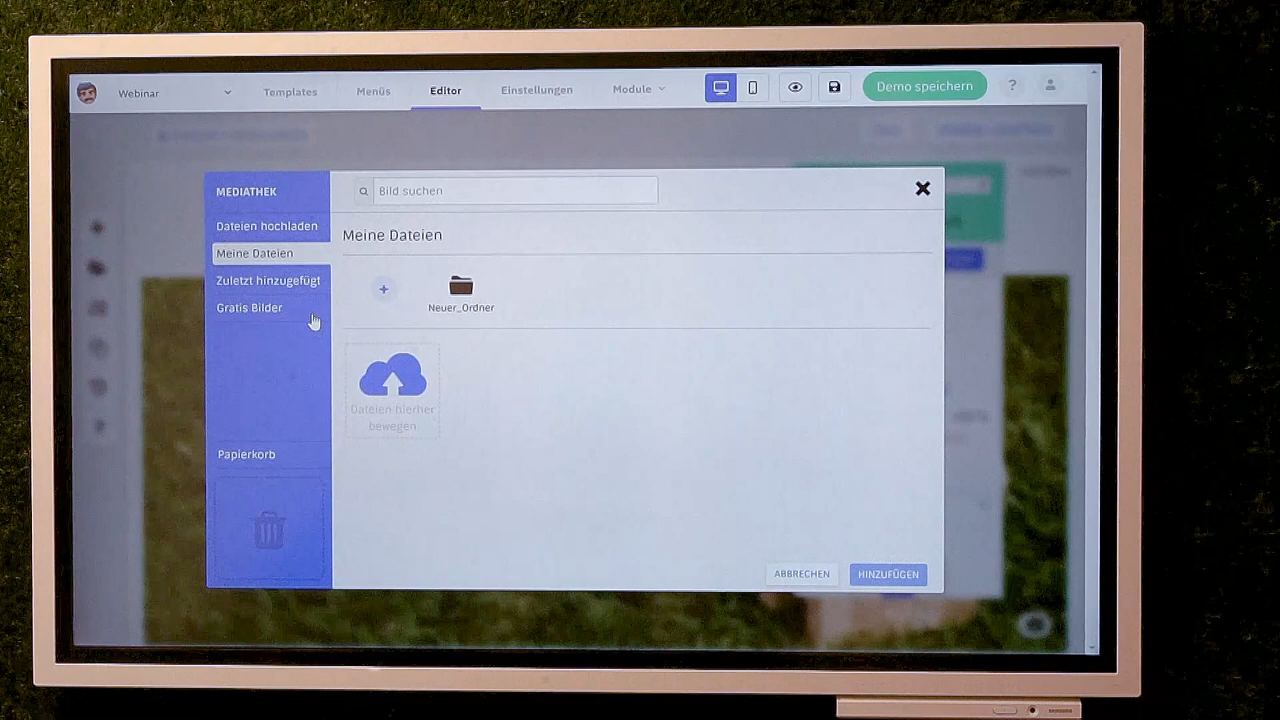 Webinar
Templates
Menüs
Editor
Einstellungen
Module
Demo speichern
?
MEDIATHEK
Bild suchen
Dateien hochladen
Meine Dateien
Meine Dateien
Zuletzt hinzugefügt
Neuer_Ordner
Gratis Bilder
Dateien hierher
bewegen
Papierkorb
ABBRECHEN
HINZUFÜGEN